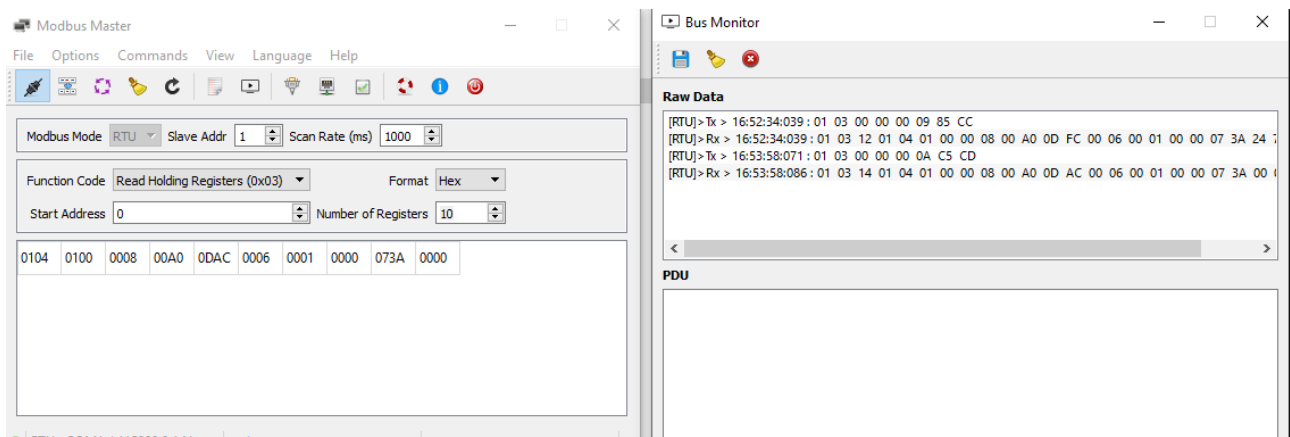 Modbus Master
File Options Commands View Language Help
Modbus Mode RTU Slave Addr 1 Scan Rate (ms) 1000
Function Code Read Holding Registers (0x03) Format Hex
Start Address 0 Number of Registers 10
0104 0100 0008 00A0 0DAC 0006 0001 0000 073A 0000
Bus Monitor
Raw Data
[RTU]>Tx > 16:52:34:039 : 01 03 00 00 00 09 85 CC
[RTU]>Rx > 16:52:34:039 : 01 03 12 01 04 01 00 00 08 00 A0 0D FC 00 06 00 01 00 00 07 3A 24
[RTU]>Tx > 16:53:58:071 : 01 03 00 00 00 0A C5 CD
[RTU]>Rx > 16:53:58:086 : 01 03 14 01 04 01 00 00 08 00 A0 0D AC 00 06 00 01 00 00 07 3A 00
PDU